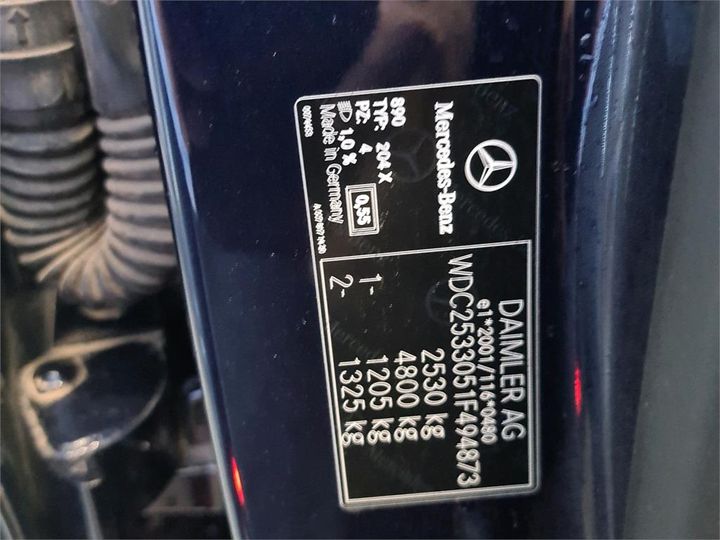 Mercedes-Benz
890
TYP: 204 X
PZ: 4
1,0 X
0,55
Made in Germany
DAIMLER AG
e1*2001/116*0480
WDC2533051F494873
2530 kg
4800 kg
1- 1205 kg
2- 1325 kg